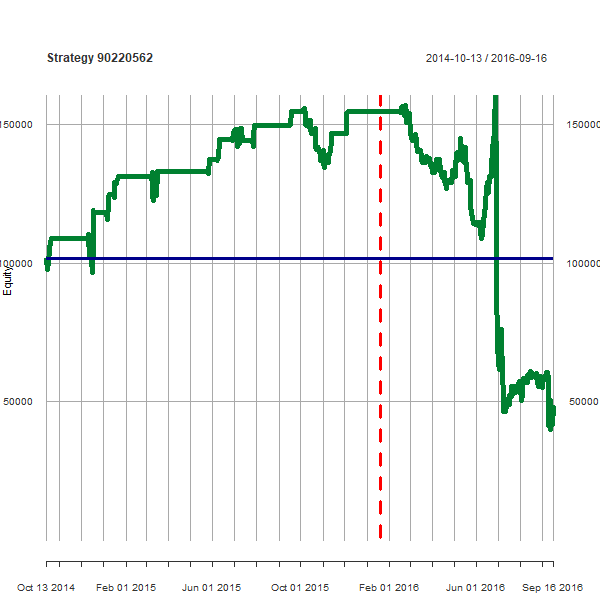 Strategy 90220562
2014-10-13 / 2016-09-16
150000
150000
100000
100000
Equity
50000
50000
Oct 13 2014
Feb 01 2015
Jun 01 2015
Oct 01 2015
Feb 01 2016
Jun 01 2016
Sep 16 2016